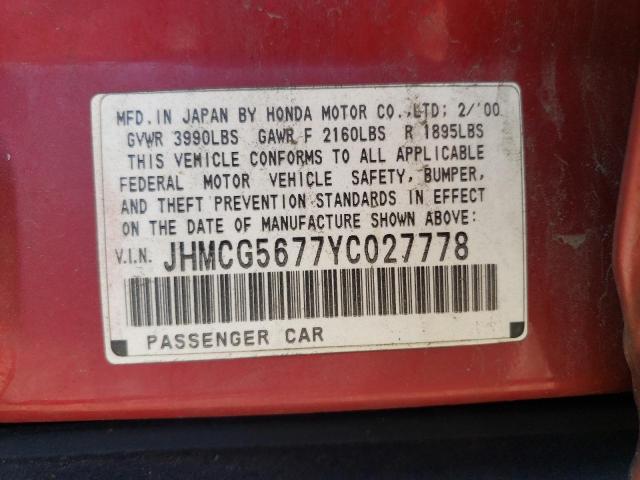 MFD. IN JAPAN BY HONDA MOTOR CO.,LTD; 2/'00
GVWR 3990LBS GAWR F 2160LBS R 1895LBS
THIS VEHICLE CONFORMS TO ALL APPLICABLE
FEDERAL MOTOR VEHICLE SAFETY, BUMPER,
AND THEFT PREVENTION STANDARDS IN EFFECT
ON THE DATE OF MANUFACTURE SHOWN ABOVE:
V.I.N. JHMCG5677YC027778
PASSENGER CAR